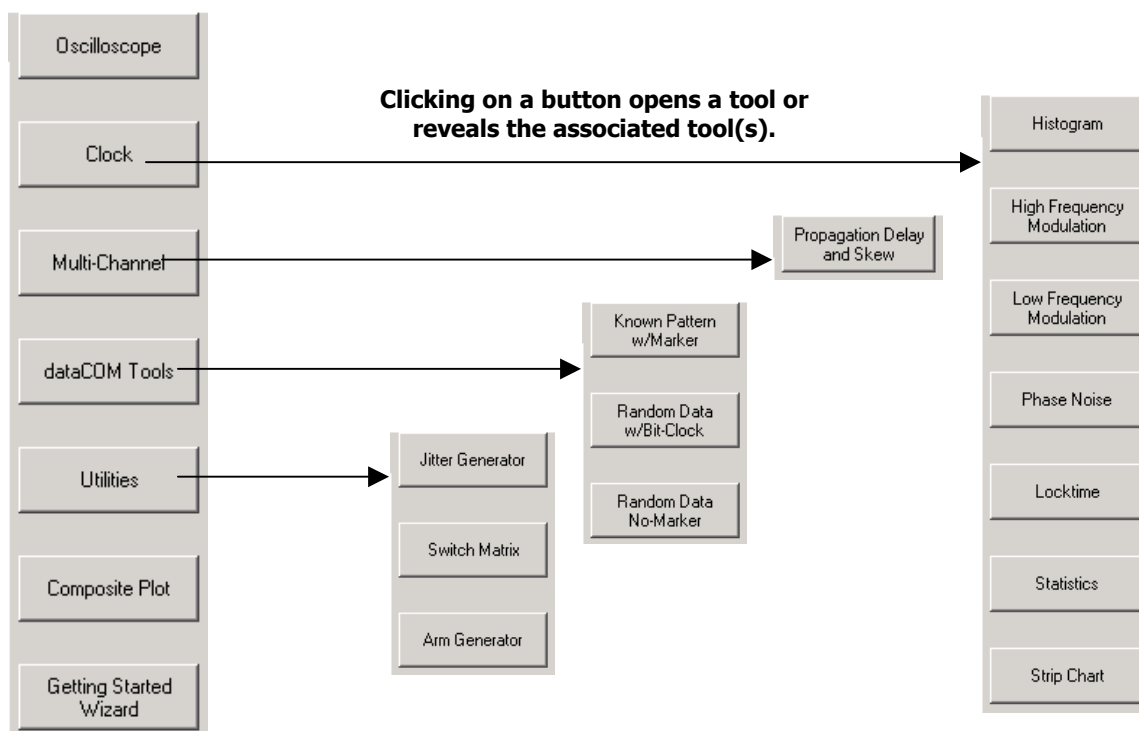 Oscilloscope
Clock
Multi-Channel
dataCOM Tools
Utilities
Composite Plot
Getting Started
Wizard
Clicking on a button opens a tool or
reveals the associated tool(s).
Jitter Generator
Switch Matrix
Arm Generator
Known Pattern
w/Marker
Random Data
w/Bit-Clock
Random Data
No-Marker
Propagation Delay
and Skew
Histogram
High Frequency
Modulation
Low Frequency
Modulation
Phase Noise
Locktime
Statistics
Strip Chart